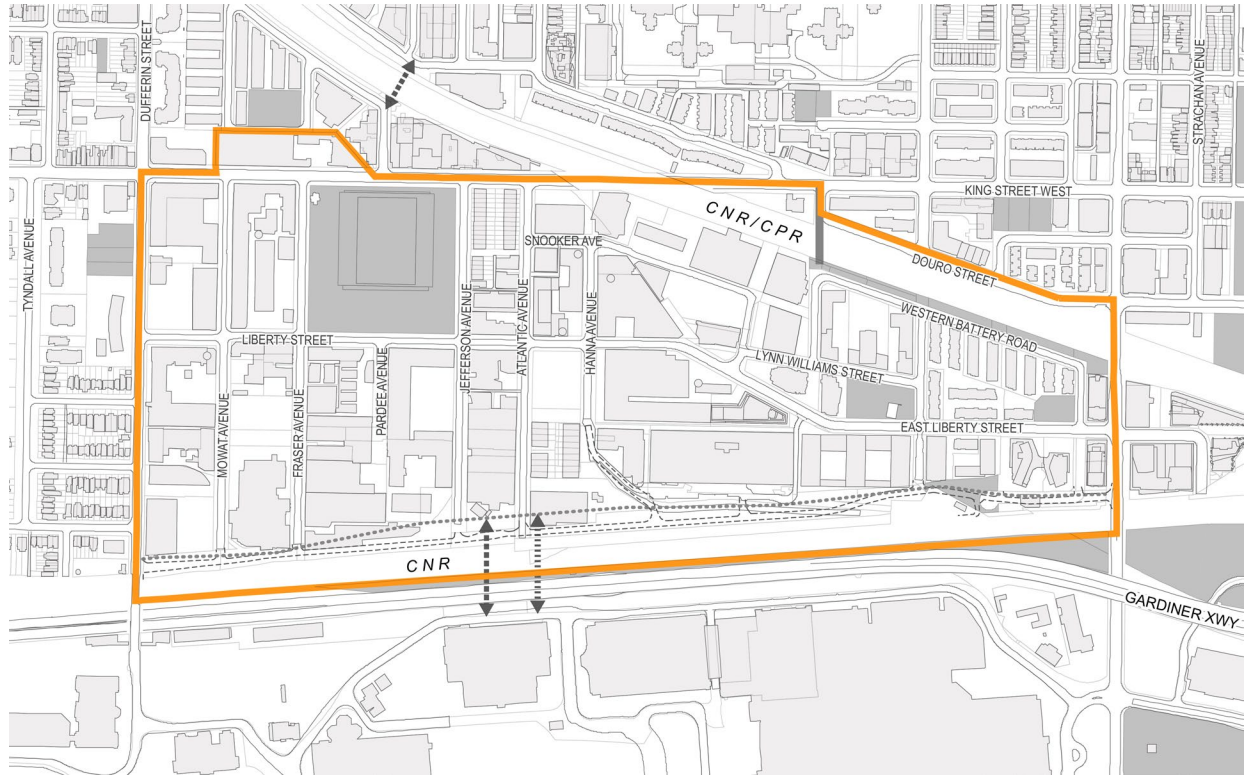 DUFFERIN STREET
STRACHAN AVENUE
KING STREET WEST
TYNDALL AVENUE
CNR/CPR
SNOOKER AVE
DOURO STREET
WESTERN BATTERY ROAD
LIBERTY STREET
JEFFERSON AVENUE
ATLANTIC AVENUE
HANNA AVENUE
LYNN WILLIAMS STREET
PARDEE AVENUE
EAST LIBERTY STREET
MOWAT AVENUE
FRASER AVENUE
CNR
GARDINER XWY